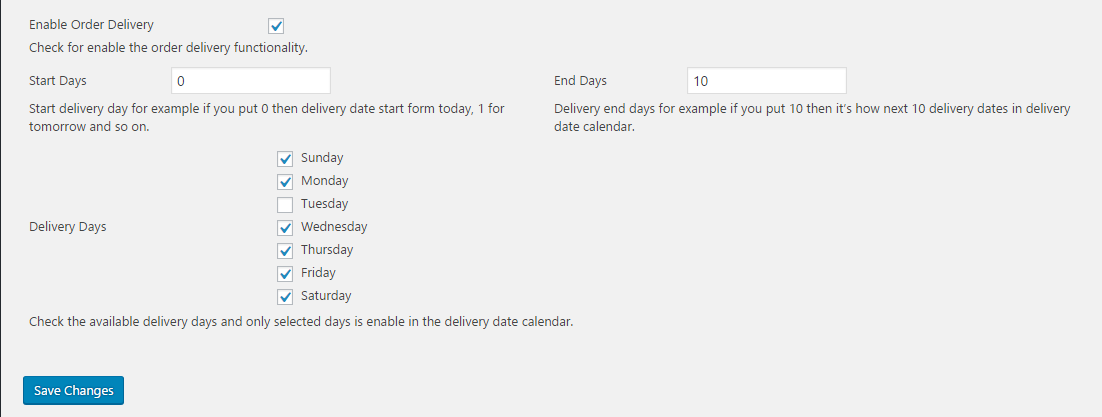 Enable Order Delivery
Check for enable the order delivery functionality.
Start Days
0
End Days
10
Start delivery day for example if you put 0 then delivery date start form today, 1 for
tomorrow and so on.
Delivery end days for example if you put 10 then it's how next 10 delivery dates in delivery
date calendar.
Delivery Days
Sunday
Monday
Tuesday
Wednesday
Thursday
Friday
Saturday
Check the available delivery days and only selected days is enable in the delivery date calendar.
Save Changes